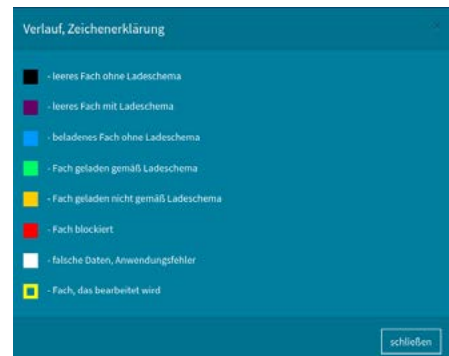 Verlauf, Zeichenerklärung
- leeres Fach ohne Ladeschema
- leeres Fach mit Ladeschema
- beladenes Fach ohne Ladeschema
- Fach geladen gemäß Ladeschema
- Fach geladen nicht gemäß Ladeschema
- Fach blockiert
- falsche Daten, Anwendungsfehler
- Fach, das bearbeitet wird
schließen